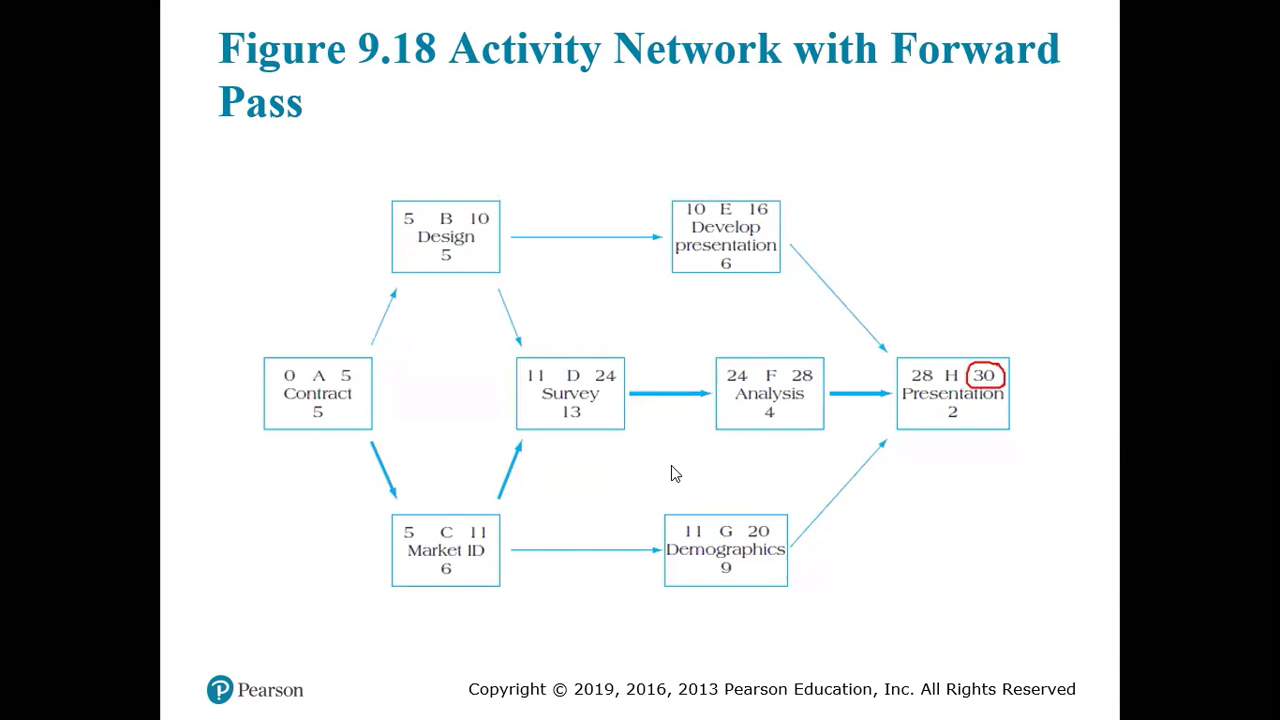 Figure 9.18 Activity Network with Forward
Pass
5 B 10
Design
5
10 E 16
Develop
presentation
6
0 A 5
Contract
5
11 D 24
Survey
13
24 F 28
Analysis
4
28 H 30
Presentation
2
5 C 11
Market ID
6
11 G 20
Demographics
9
Pearson
Copyright © 2019, 2016, 2013 Pearson Education, Inc. All Rights Reserved